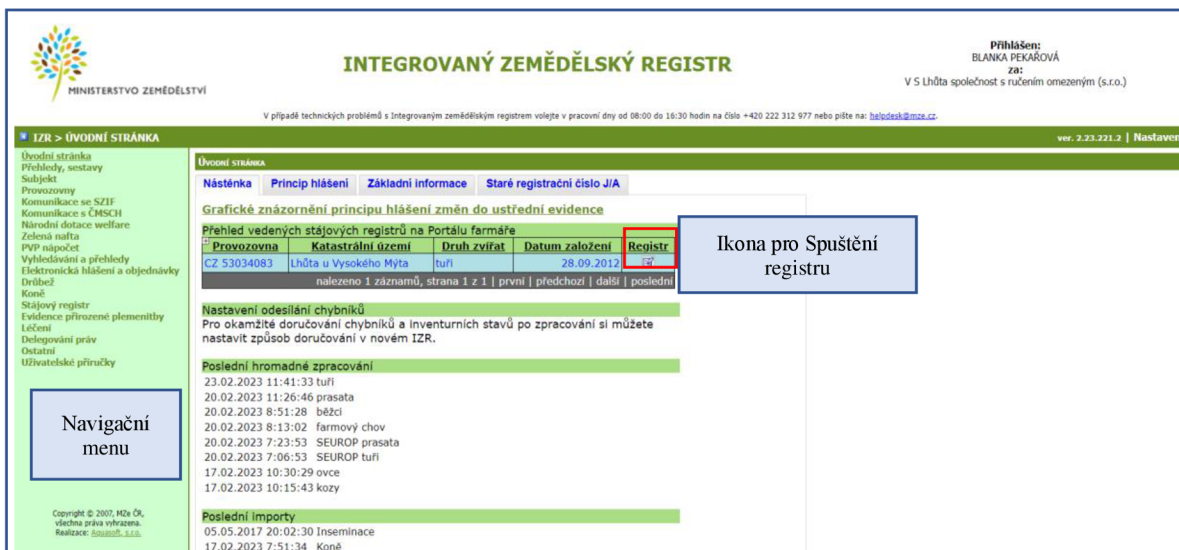 MINISTERSTVO ZEMĚDĚLSTVÍ
INTEGROVANÝ ZEMĚDĚLSKÝ REGISTR
Přihlášen:
BLANKA PEKAŘOVÁ
za:
V S Lhůta společnost s ručením omezeným (s.r.o.)
V případě technických problémů s Integrovaným zemědělským registrem volejte v pracovní dny od 08:00 do 16:30 hodin na číslo +420 222 312 977 nebo pište na: helpdesk@mze.cz.
IZR > ÚVODNÍ STRÁNKA
ver. 2.23.221.2 | Nastaven
Úvodní stránka
Přehledy, sestavy
Subjekt
Provozovny
Komunikace se SZIF
Komunikace s ČMSCH
Národní dotace welfare
Zelená nafta
PVP nápočet
Vyhledávání a přehledy
Elektronická hlášení a objednávky
Drůbež
Koně
Stájový registr
Evidence přirozené plemenitby
Léčení
Delegování práv
Ostatní
Uživatelské příručky
Navigační
menu
Copyright © 2007, MZe ČR,
všechna práva vyhrazena.
Realizace: Aquasoft, s.r.o.
ÚVODNÍ STRÁNKA
Nástěnka Princip hlášení Základní informace Staré registrační číslo J/A
Grafické znázornění principu hlášení změn do ustřední evidence
Přehled vedených stájových registrů na Portálu farmáře
Provozovna Katastrální území Druh zvířat Datum založení Registr
CZ 53034083 Lhůta u Vysokého Mýta tuři 28.09.2012
nalezeno 1 záznamů, strana 1 z 1 | první | předchozí | další | poslední
Ikona pro Spuštění
registru
Nastavení odesílání chybníků
Pro okamžité doručování chybníků a inventurních stavů po zpracování si můžete
nastavit způsob doručování v novém IZR.
Poslední hromadné zpracování
23.02.2023 11:41:33 tuři
20.02.2023 11:26:46 prasata
20.02.2023 8:51:28 běžci
20.02.2023 8:13:02 farmový chov
20.02.2023 7:23:53 SEUROP prasata
20.02.2023 7:06:53 SEUROP tuři
17.02.2023 10:30:29 ovce
17.02.2023 10:15:43 kozy
Poslední importy
05.05.2017 20:02:30 Inseminace
17.02.2023 7:51:34 Koně